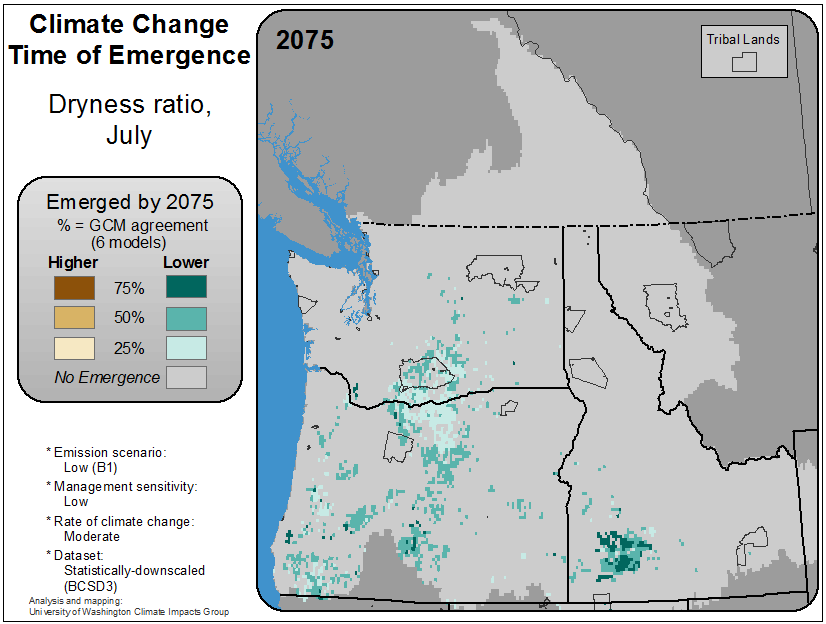 Climate Change
Time of Emergence
Dryness ratio,
July
Emerged by 2075
% = GCM agreement
(6 models)
Higher Lower
75%
50%
25%
No Emergence
* Emission scenario:
Low (B1)
* Management sensitivity:
Low
* Rate of climate change:
Moderate
* Dataset:
Statistically-downscaled
(BCSD3)
Analysis and mapping:
University of Washington Climate Impacts Group
2075
Tribal Lands